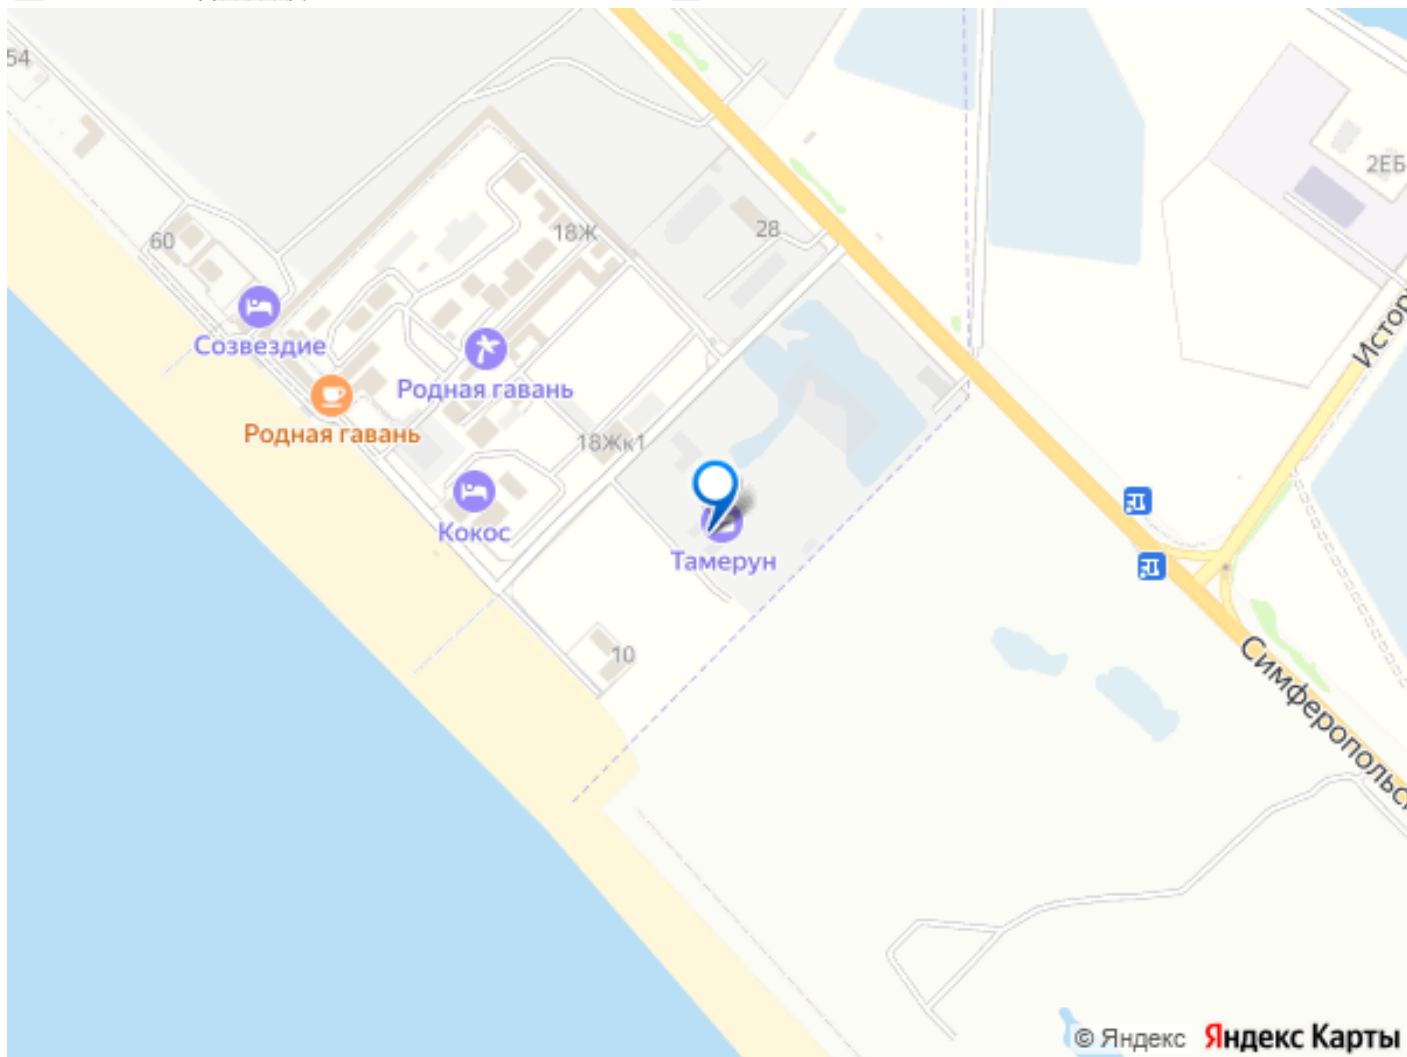 54
2ЕБ
60
18Ж
28
Истор
Созвездие
Родная гавань
Родная гавань
18Жк1
Кокос
Тамерун
10
Симферопольс
© Яндекс Яндекс Карты